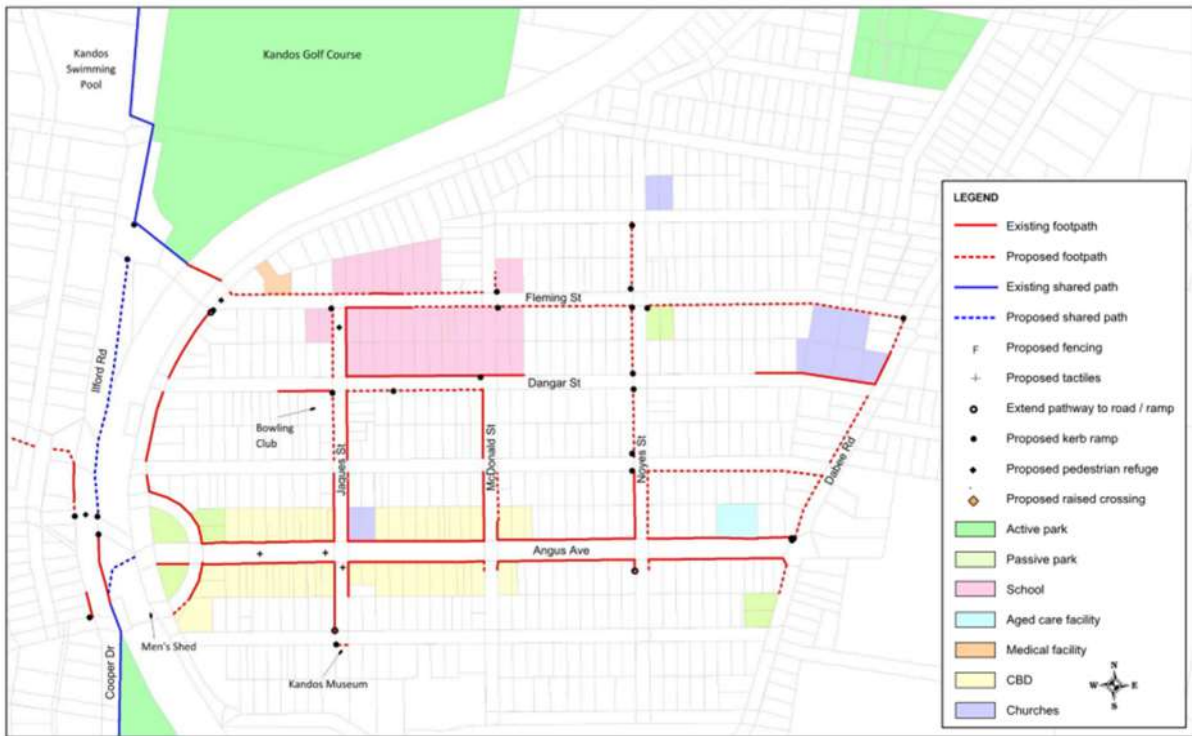 Kandos
Swimming
Pool
Kandos Golf Course
Fleming St
Ilford Rd
Dangar St
Bowling
Club
Jaques St
McDonald St
Noyes St
Dabee Rd
Angus Ave
Men's Shed
Cooper Dr
Kandos Museum
LEGEND
Existing footpath
Proposed footpath
Existing shared path
Proposed shared path
F Proposed fencing
Proposed tactiles
Extend pathway to road / ramp
Proposed kerb ramp
Proposed pedestrian refuge
Proposed raised crossing
Active park
Passive park
School
Aged care facility
Medical facility
CBD
Churches
N
W E
S